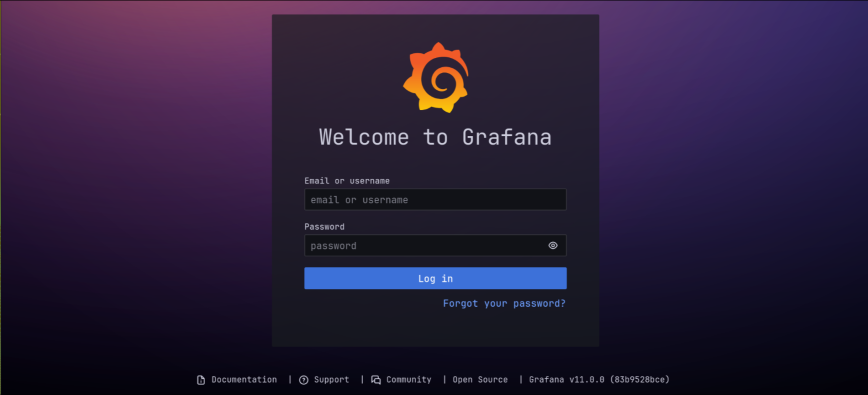 Welcome to Grafana
Email or username
email or username
Password
password
Log in
Forgot your password?
Documentation | Support | Community | Open Source | Grafana v11.0.0 (83b9528bce)